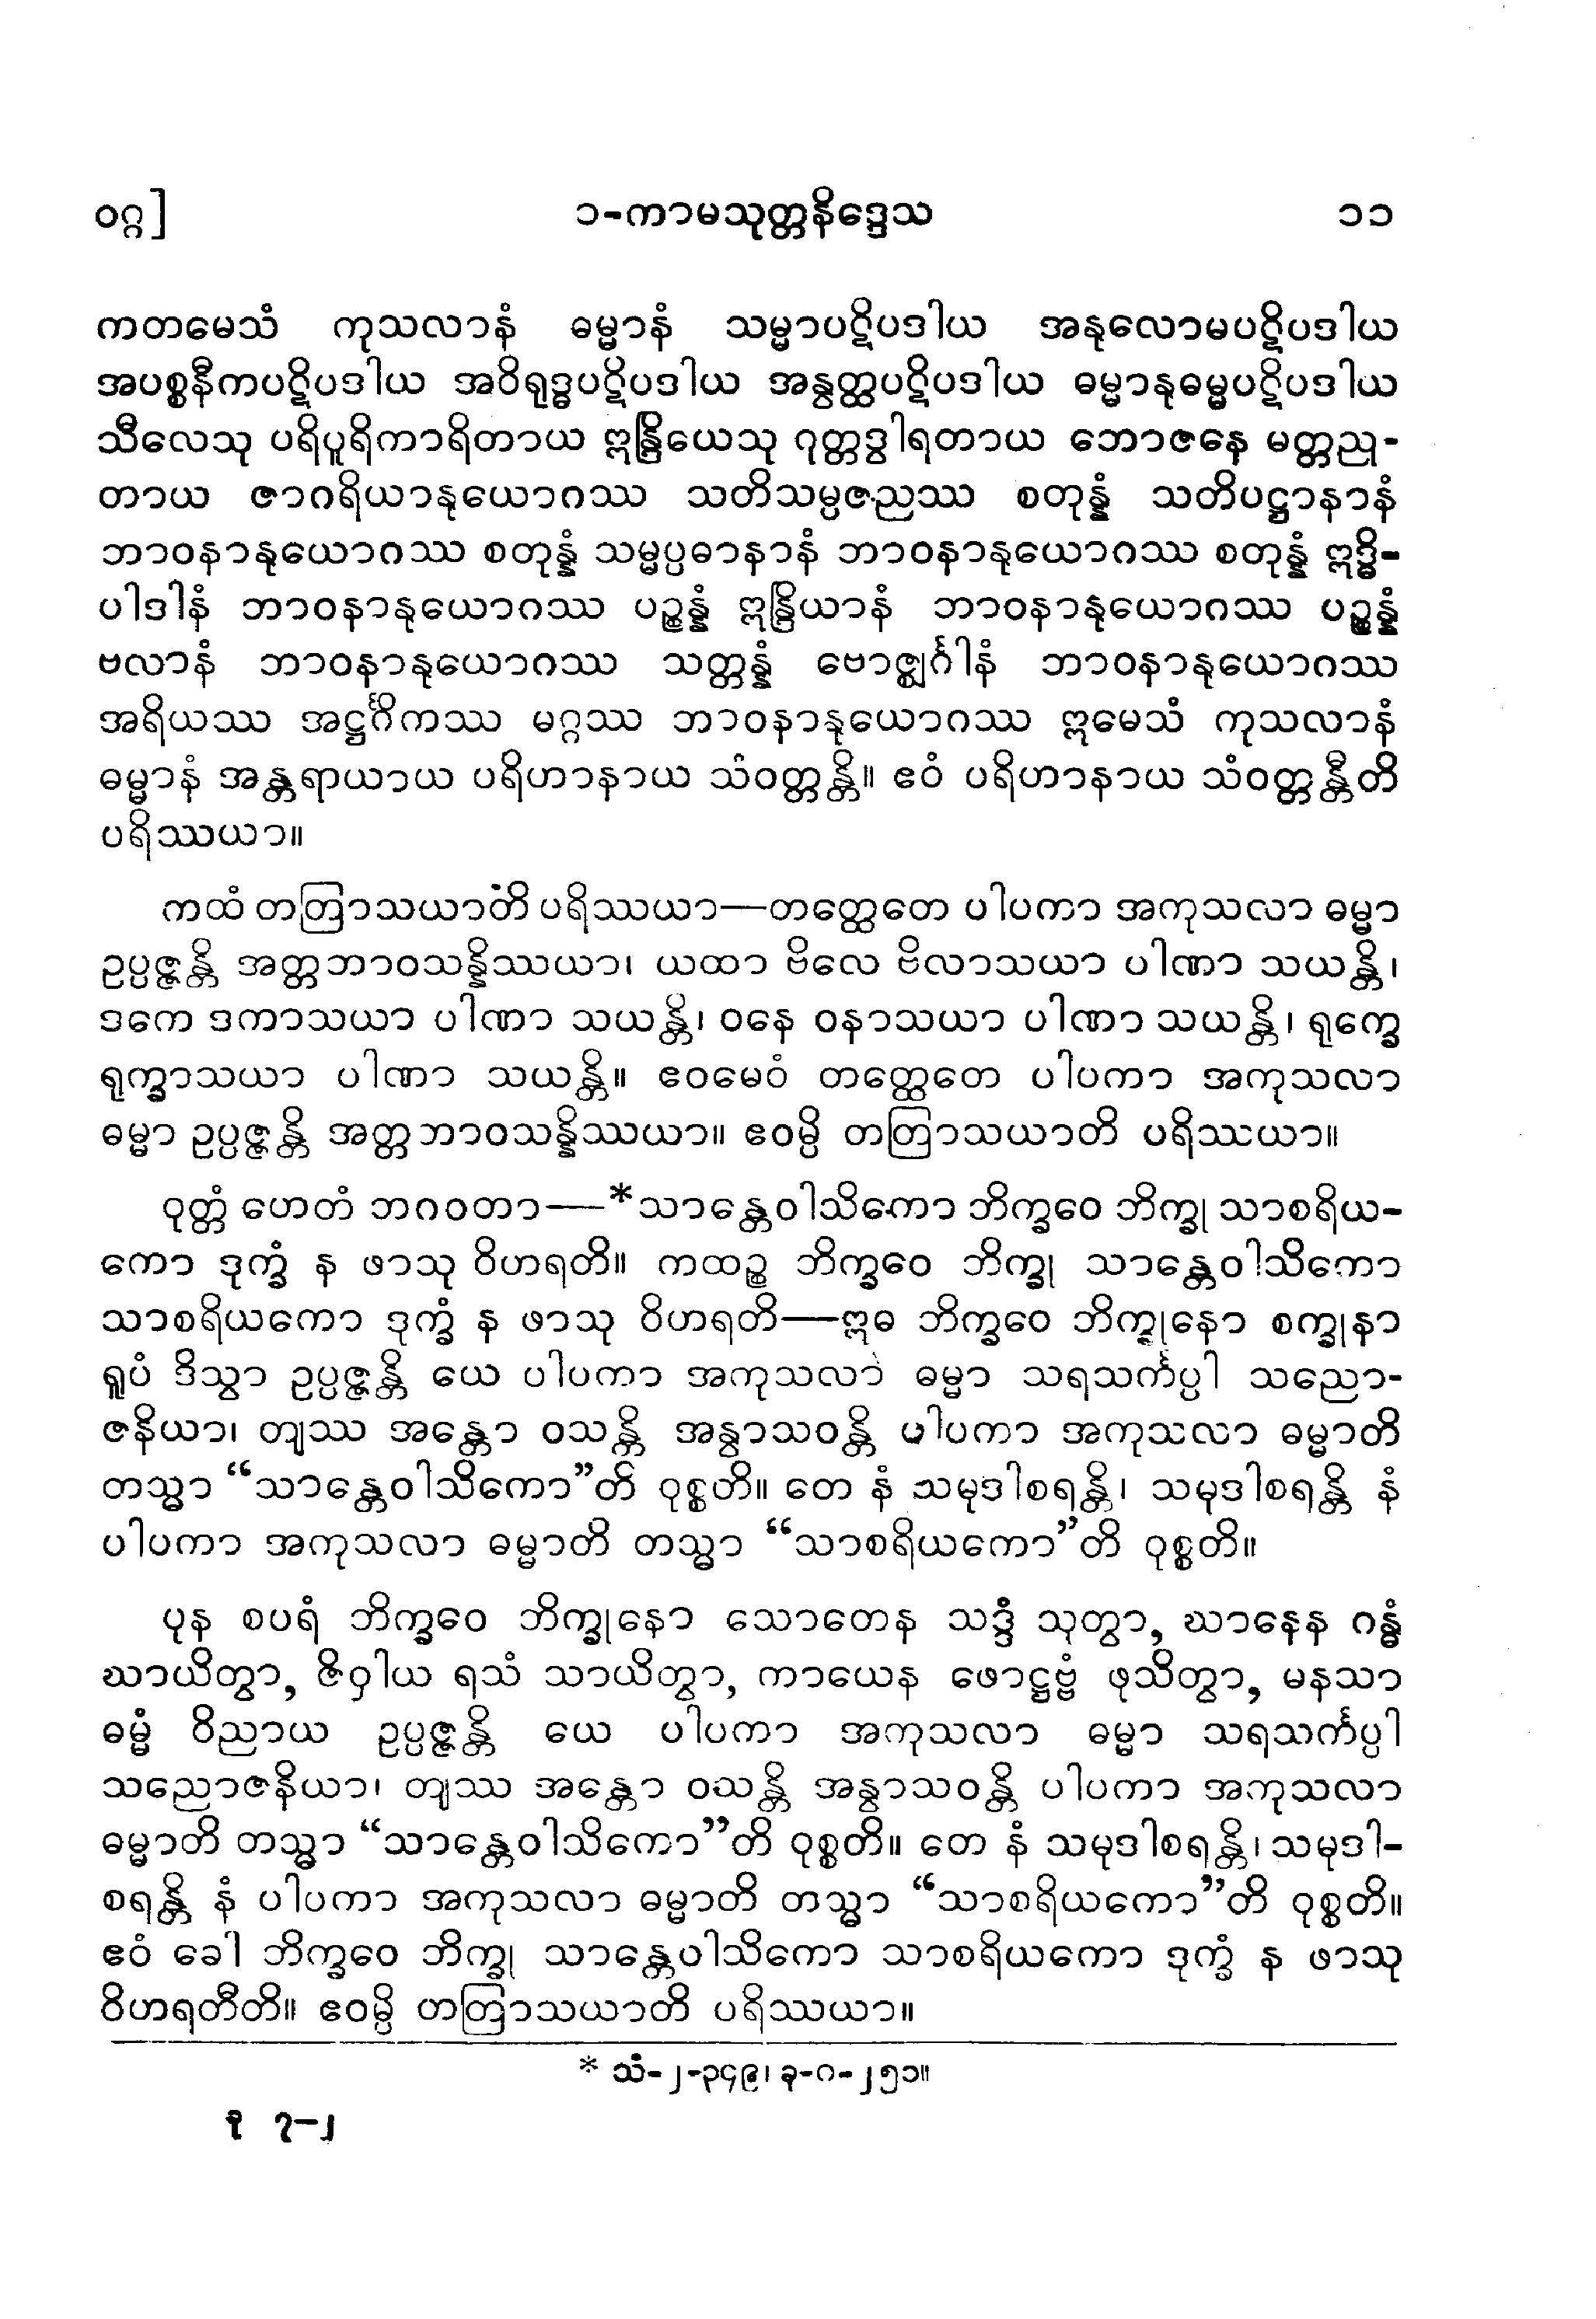 ဝဂ္ဂ]	၁-ကာမသုတ္တနိဒ္ဒေသ	၁၁
ကတမေသံ ကုသလာနံ ဓမ္မာနံ သမ္မာပဋိပဒါယ အနုလောမပဋိပဒါယ
အပစ္စနီကပဋိပဒါယ အဝိရုဒ္ဓပဋိပဒါယ အနွတ္ထပဋိပဒါယ ဓမ္မာနုဓမ္မပဋိပဒါယ
သီလေသု ပရိပူရိကာရိတာယ ဣန္ဒြိယေသု ဂုတ္တဒွါရတာယ ဘောဇနေ မတ္တညု-
တာယ ဇာဂရိယာနုယောဂဿ သတိသမ္ပဇညဿ စတုန္နံ သတိပဋ္ဌာနာနံ
ဘာဝနာနုယောဂဿ စတုန္နံ သမ္မပ္ပဓာနာနံ ဘာဝနာနုယောဂဿ စတုန္နံ ဣဒ္ဓိ-
ပါဒါနံ ဘာဝနာနုယောဂဿ ပဉ္စန္နံ ဣန္ဒြိယာနံ ဘာဝနာနုယောဂဿ ပဉ္စန္နံ
ဗလာနံ ဘာဝနာနုယောဂဿ သတ္တန္နံ ဗောဇ္ဈင်္ဂါနံ ဘာဝနာနုယောဂဿ
အရိယဿ အဋ္ဌင်္ဂိကဿ မဂ္ဂဿ ဘာဝနာနုယောဂဿ ဣမေသံ ကုသလာနံ
ဓမ္မာနံ အန္တရာယာယ ပရိဟာနာယ သံဝတ္တန္တိ။ ဧဝံ ပရိဟာနာယ သံဝတ္တန္တီတိ
ပရိဿယာ။
ကထံ တတြာသယာတိ ပရိဿယာ—တတ္ထေတေ ပါပကာ အကုသလာ ဓမ္မာ
ဥပ္ပဇ္ဇန္တိ အတ္တဘာဝသန္နိဿယာ၊ ယထာ ဗိလေ ဗိလာသယာ ပါဏာ သယန္တိ၊
ဒကေ ဒကာသယာ ပါဏာ သယန္တိ၊ ဝနေ ဝနာသယာ ပါဏာ သယန္တိ၊ ရုက္ခေ
ရုက္ခာသယာ ပါဏာ သယန္တိ။ ဧဝမေဝံ တတ္ထေတေ ပါပကာ အကုသလာ
ဓမ္မာ ဥပ္ပဇ္ဇန္တိ အတ္တဘာဝသန္နိဿယာ။ ဧဝမ္ပိ တတြာသယာတိ ပရိဿယာ။
ဝုတ္တံ ဟေတံ ဘဂဝတာ—*သာန္တေဝါသိကော ဘိက္ခဝေ ဘိက္ခု သာစရိယ-
ကော ဒုက္ခံ န ဖာသု ဝိဟရတိ။ ကထဉ္စ ဘိက္ခဝေ ဘိက္ခု သာန္တေဝါသိကော
သာစရိယကော ဒုက္ခံ န ဖာသု ဝိဟရတိ—ဣဓ ဘိက္ခဝေ ဘိက္ခုနော စက္ခုနာ
ရူပံ ဒိသွာ ဥပ္ပဇ္ဇန္တိ ယေ ပါပကာ အကုသလာ ဓမ္မာ သရသင်္ကပ္ပါ သညော-
ဇနိယာ၊ တျဿ အန္တော ဝသန္တိ အနွာသဝန္တိ ပါပကာ အကုသလာ ဓမ္မာတိ
တသ္မာ “သာန္တေဝါသိကော”တိ ဝုစ္စတိ။ တေ နံ သမုဒါစရန္တိ၊ သမုဒါစရန္တိ နံ
ပါပကာ အကုသလာ ဓမ္မာတိ တသ္မာ “သာစရိယကော”တိ ဝုစ္စတိ။
ပုန စပရံ ဘိက္ခဝေ ဘိက္ခုနော သောတေန သဒ္ဒံ သုတွာ, ဃာနေန ဂန္ဓံ
ဃာယိတွာ, ဇိဝှါယ ရသံ သာယိတွာ, ကာယေန ဖောဋ္ဌဗ္ဗံ ဖုသိတွာ, မနသာ
ဓမ္မံ ဝိညာယ ဥပ္ပဇ္ဇန္တိ ယေ ပါပကာ အကုသလာ ဓမ္မာ သရသင်္ကပ္ပါ
သညောဇနိယာ၊ တျဿ အန္တော ဝသန္တိ အနွာသဝန္တိ ပါပကာ အကုသလာ
ဓမ္မာတိ တသ္မာ “သာန္တေဝါသိကော”တိ ဝုစ္စတိ။ တေ နံ သမုဒါစရန္တိ၊ သမုဒါ-
စရန္တိ နံ ပါပကာ အကုသလာ ဓမ္မာတိ တသ္မာ “သာစရိယကော”တိ ဝုစ္စတိ။
ဧဝံ ခေါ ဘိက္ခဝေ ဘိက္ခု သာန္တေဝါသိကော သာစရိယကော ဒုက္ခံ န ဖာသု
ဝိဟရတီတိ။ ဧဝမ္ပိ တတြာသယာတိ ပရိဿယာ။
* သံ-၂-၃၄၉၊ ခု-ဂ-၂၅၁။
နိ ၇-၂